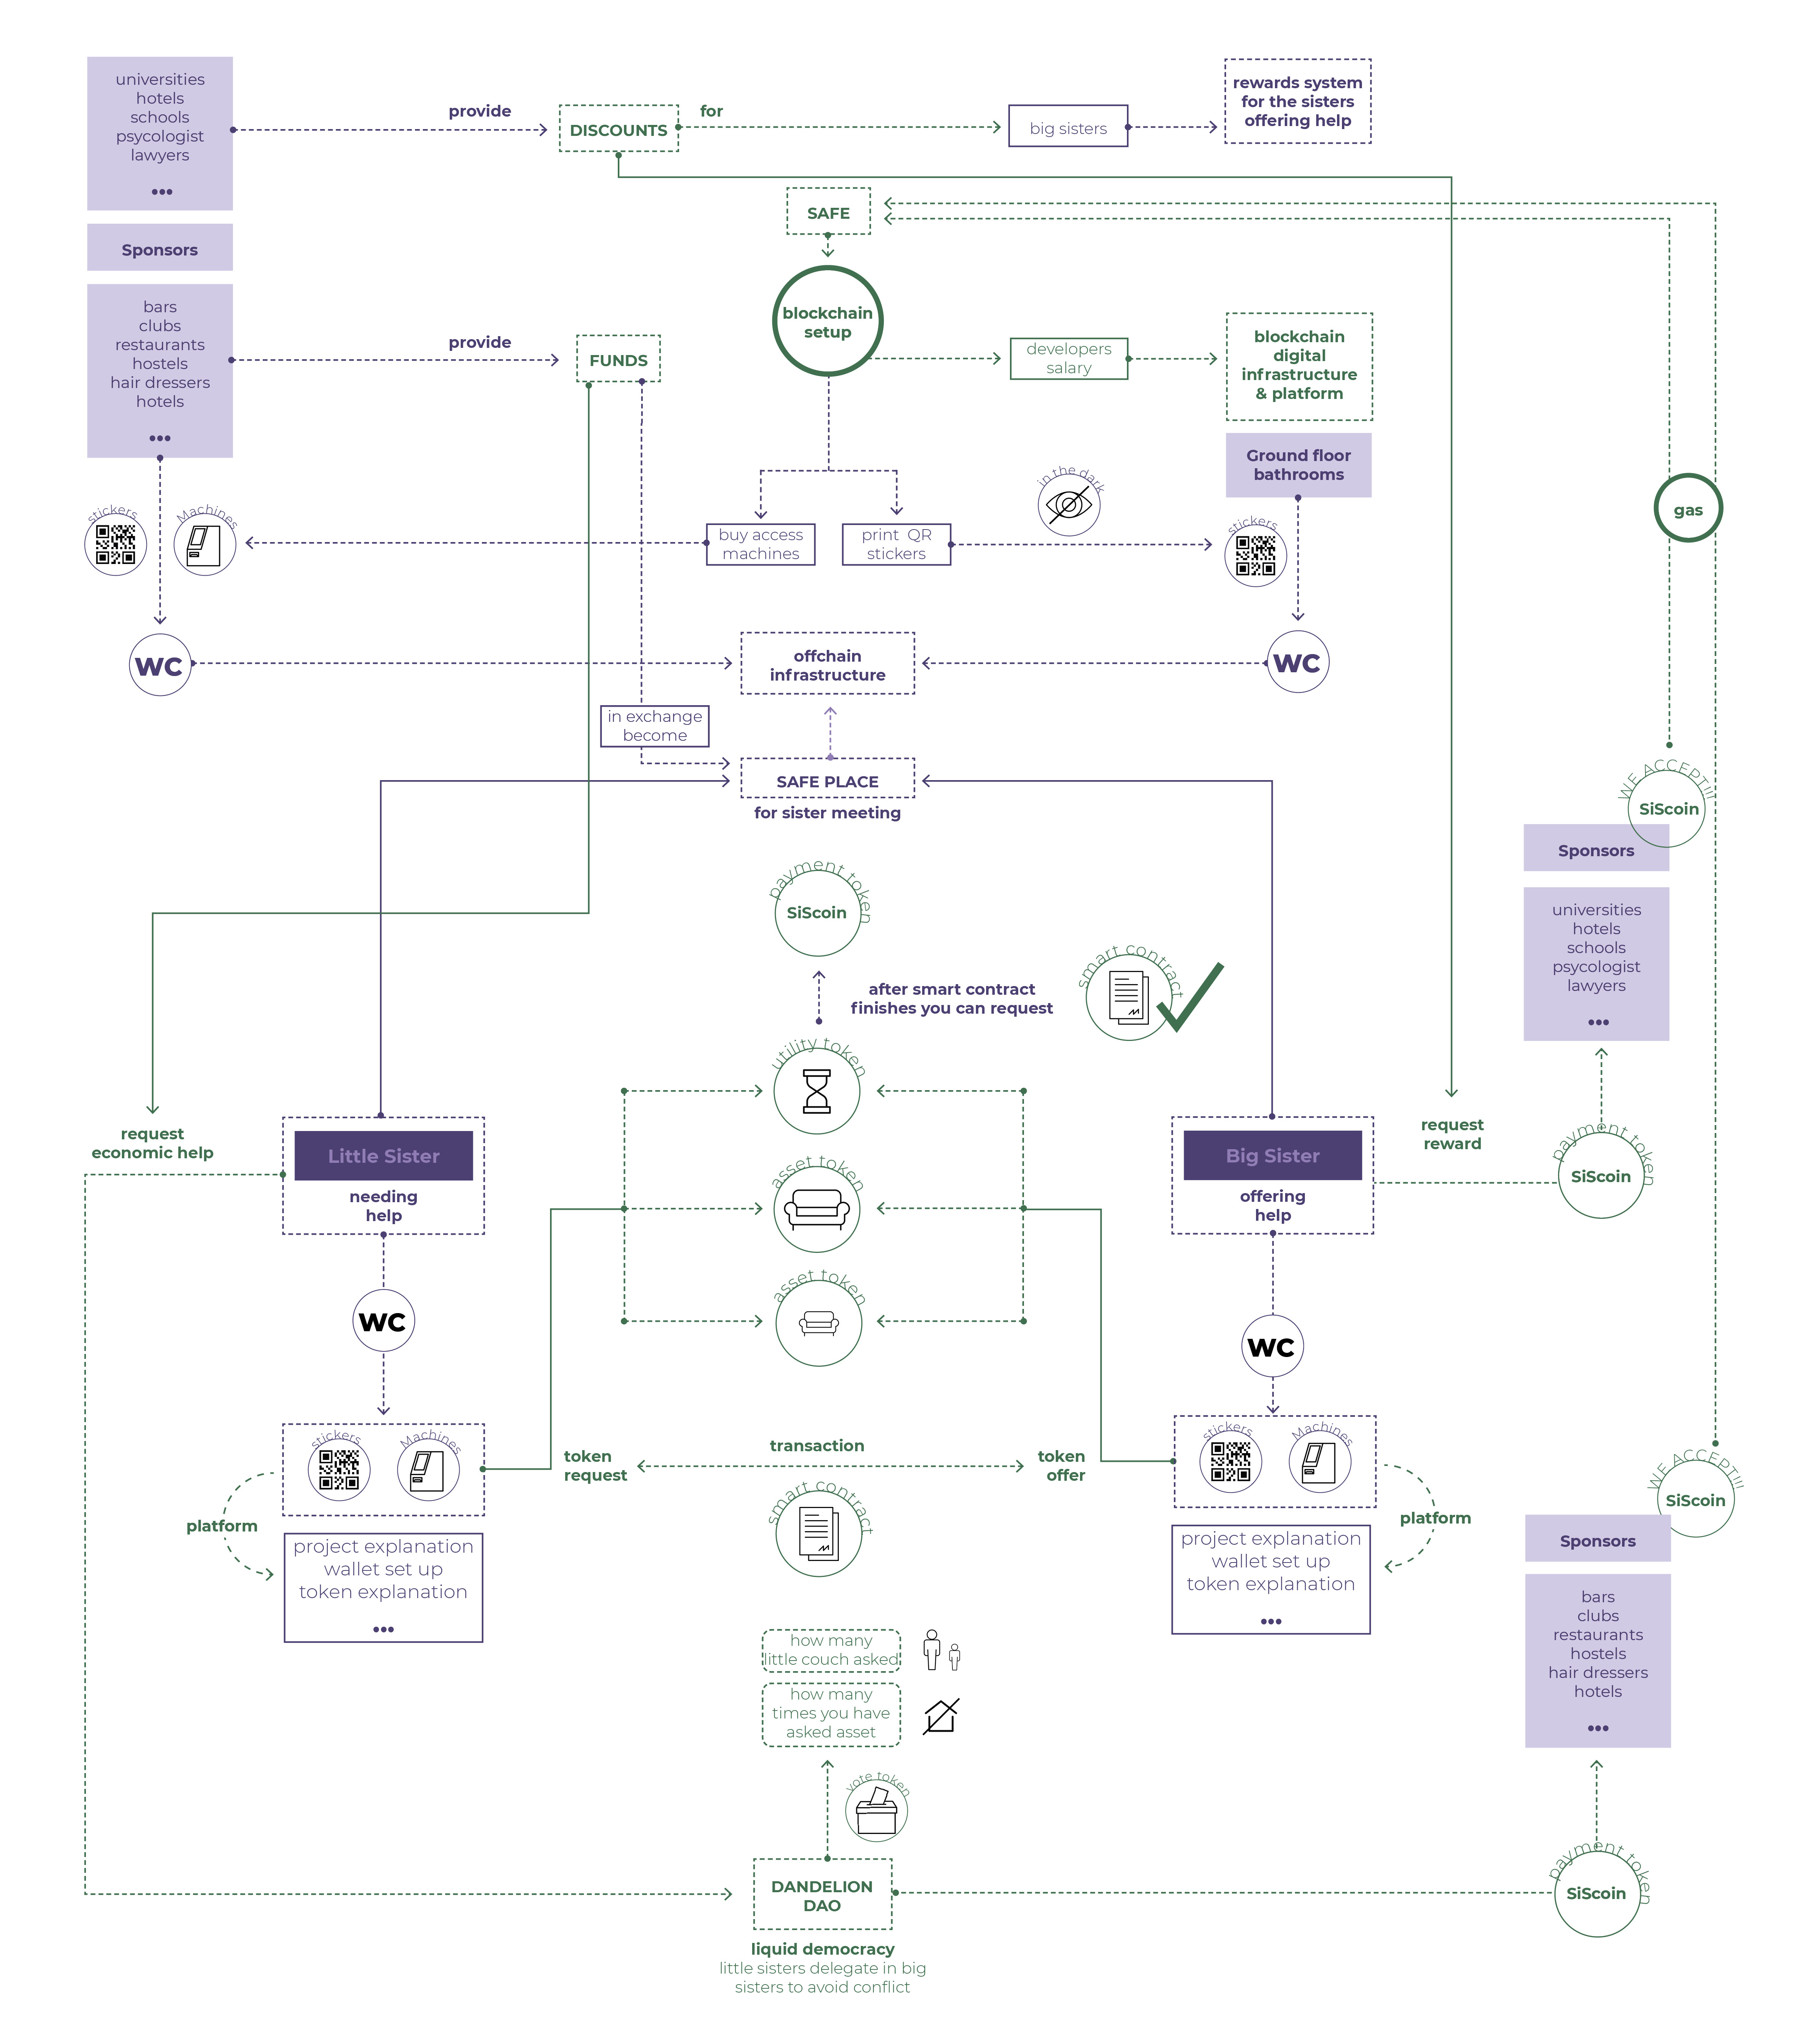 universities
hotels
schools
psycologist
lawyers
•••
provide
DISCOUNTS
for
big sisters
rewards system
for the sisters
offering help
Sponsors
SAFE
bars
clubs
restaurants
hostels
hair dressers
hotels
•••
provide
FUNDS
blockchain
setup
developers
salary
blockchain
digital
infrastructure
& platform
Ground floor
bathrooms
gas
stickers
Machines
buy access
machines
print QR
stickers
in the dark
stickers
WC
offchain
infrastructure
WC
in exchange
become
SAFE PLACE
for sister meeting
WE ACCEPT!!!
SiScoin
Sponsors
universities
hotels
schools
psycologist
lawyers
•••
payment token
SiScoin
after smart contract
finishes you can request
smart contract
utility token
request
economic help
Little Sister
needing
help
asset token
Big Sister
offering
help
request
reward
payment token
SiScoin
asset token
WC
WC
stickers
Machines
token
request
transaction
token
offer
stickers
Machines
WE ACCEPT!!!
SiScoin
platform
project explanation
wallet set up
token explanation
•••
smart contract
platform
project explanation
wallet set up
token explanation
•••
Sponsors
bars
clubs
restaurants
hostels
hair dressers
hotels
•••
how many
little couch asked
how many
times you have
asked asset
vote token
DANDELION
DAO
payment token
SiScoin
liquid democracy
little sisters delegate in big
sisters to avoid conflict